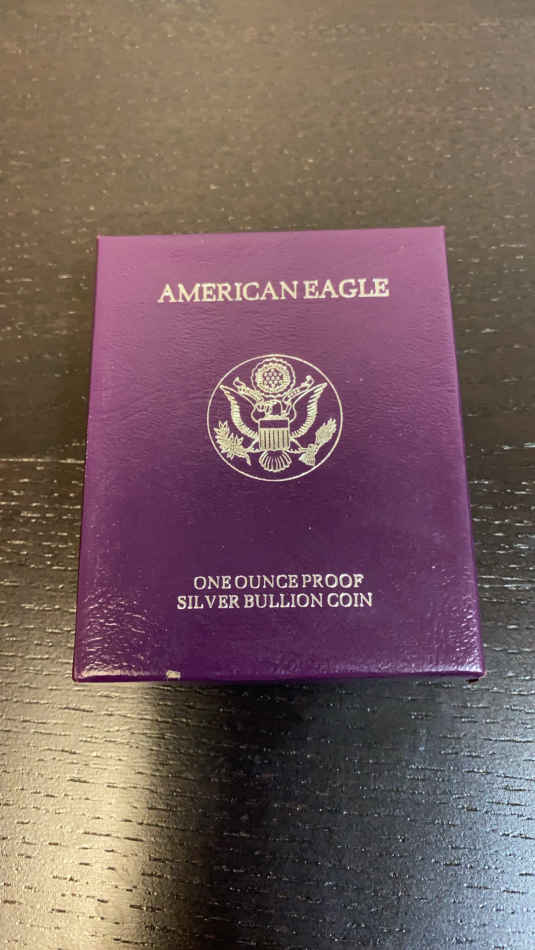 AMERICAN EAGLE
ONE OUNCE PROOF
SILVER BULLION COIN